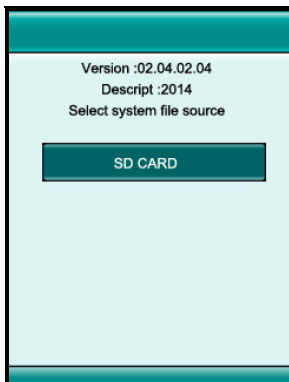 Version :02.04.02.04
Descript :2014
Select system file source
SD CARD